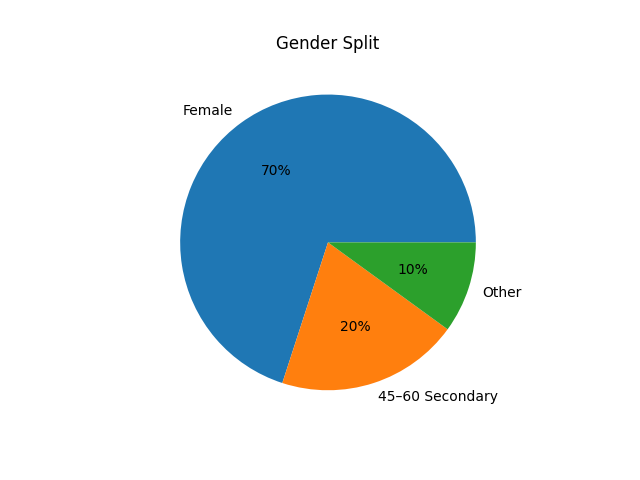 Gender Split
Female
70%
10%
Other
20%
45–60 Secondary